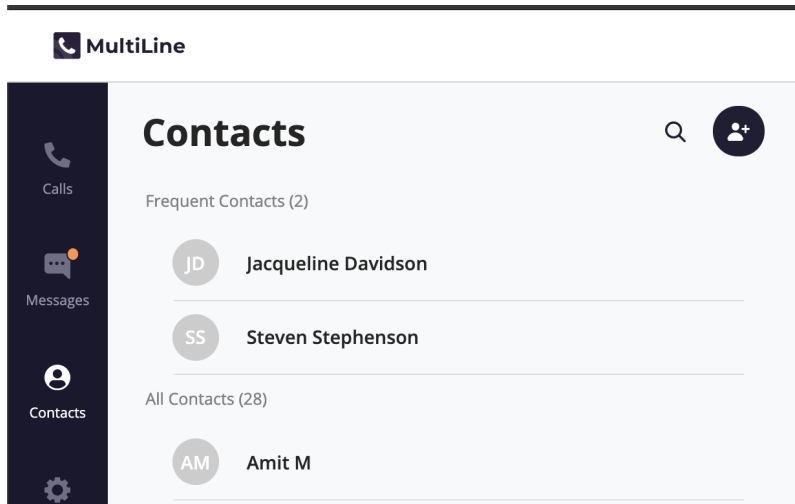 MultiLine
Contacts
Calls
Messages
Contacts
Frequent Contacts (2)
JD Jacqueline Davidson
SS Steven Stephenson
All Contacts (28)
AM Amit M